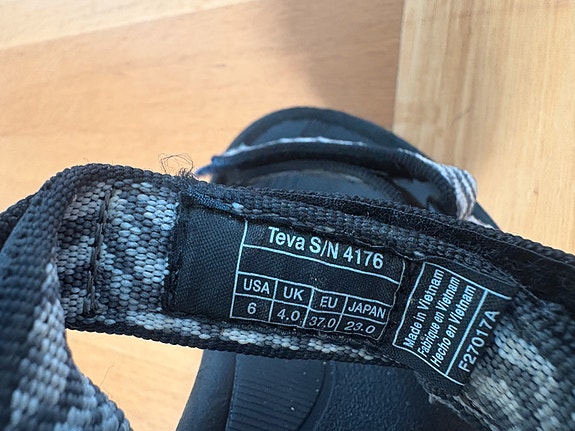 Teva S/N 4176
USA UK EU JAPAN
6 4.0 37.0 23.0
Made in Vietnam
Fabriqué en Vietnam
Hecho en Vietnam
F27017A